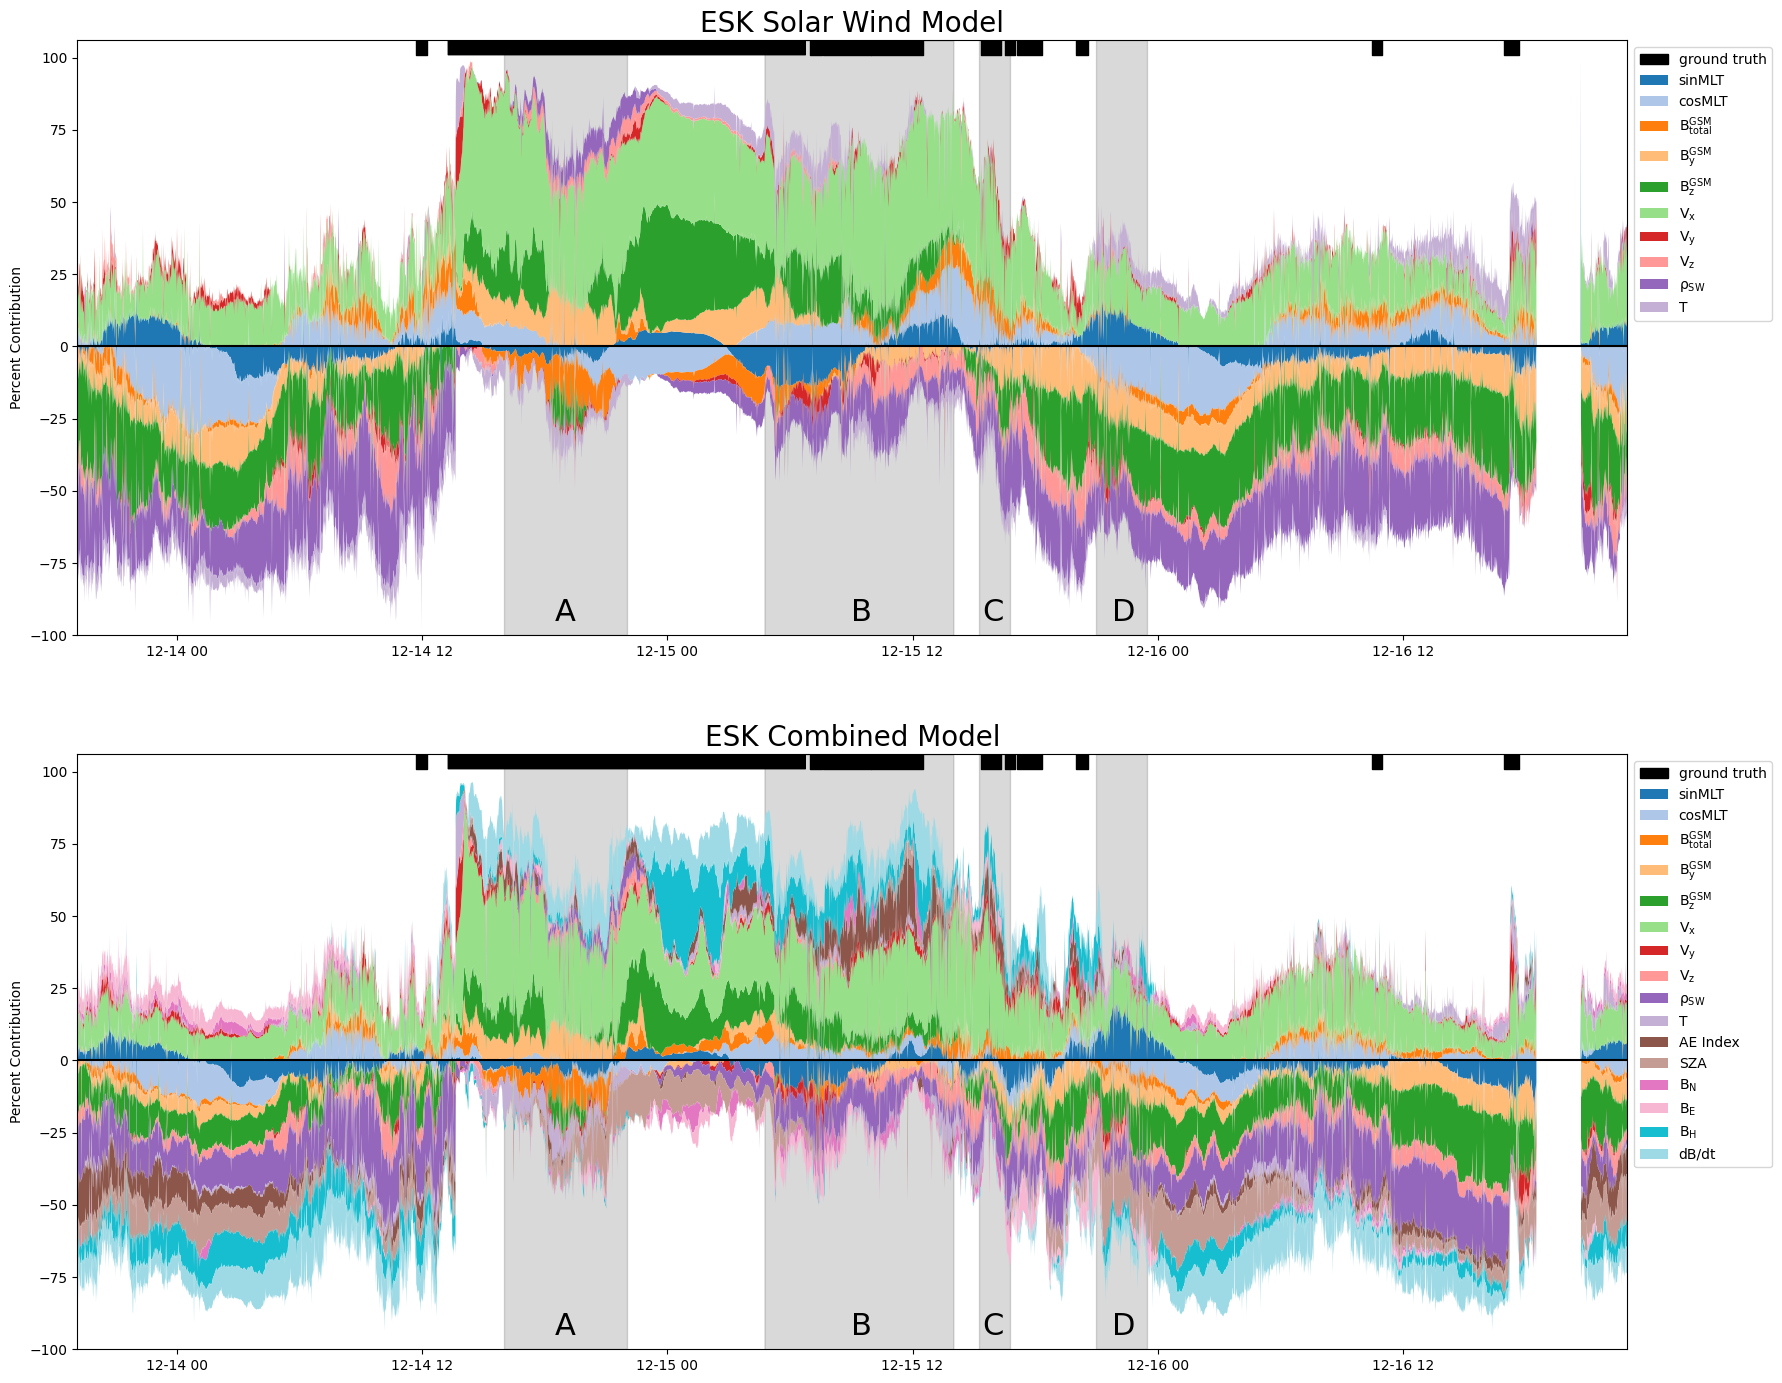 ESK Solar Wind Model
Percent Contribution
100
75
50
25
0
−25
−50
−75
−100
A
B
C
D
12-14 00
12-14 12
12-15 00
12-15 12
12-16 00
12-16 12
ground truth
sinMLT
cosMLT
B_total^GSM
B_y^GSM
B_z^GSM
V_x
V_y
V_z
ρ_SW
T
ESK Combined Model
Percent Contribution
100
75
50
25
0
−25
−50
−75
−100
A
B
C
D
12-14 00
12-14 12
12-15 00
12-15 12
12-16 00
12-16 12
ground truth
sinMLT
cosMLT
B_total^GSM
B_y^GSM
B_z^GSM
V_x
V_y
V_z
ρ_SW
T
AE Index
SZA
B_N
B_E
B_H
dB/dt